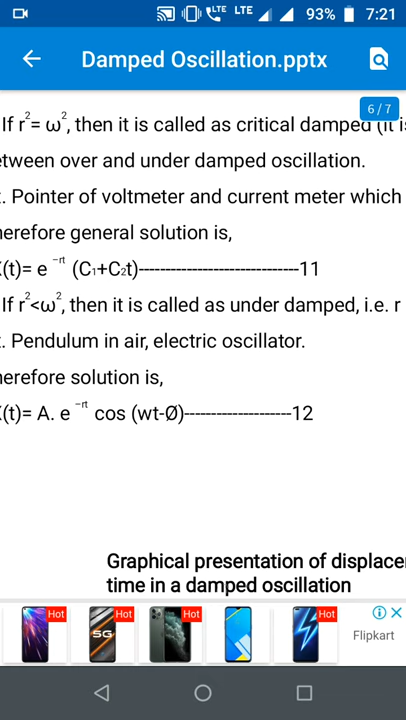 LTE LTE 93% 7:21
Damped Oscillation.pptx
6 / 7
If r²= ω², then it is called as critical damped (it is
etween over and under damped oscillation.
. Pointer of voltmeter and current meter which
herefore general solution is,
(t)= e⁻ʳᵗ (C₁+C₂t)-----------------------------11
If r²<ω², then it is called as under damped, i.e. r
. Pendulum in air, electric oscillator.
herefore solution is,
(t)= A. e⁻ʳᵗ cos (wt-Ø)--------------------12
Graphical presentation of displace
time in a damped oscillation
Hot Hot Hot Hot
5G
Flipkart